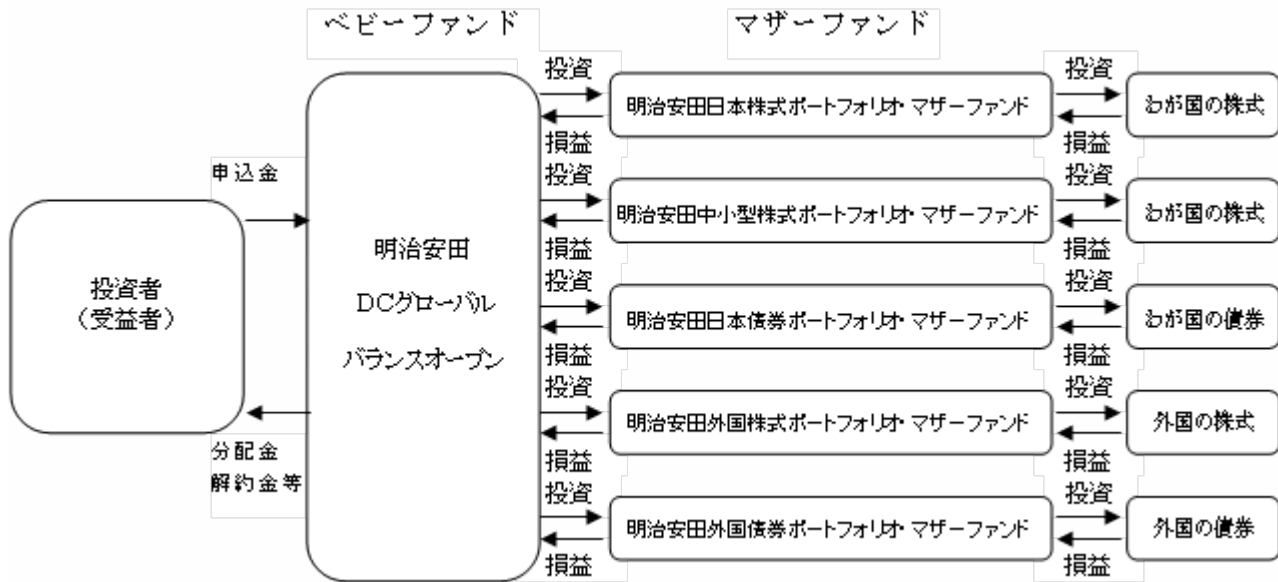 ベビーファンド
マザーファンド
投資
投資
明治安田日本株式ポートフォリオ・マザーファンド
わが国の株式
損益
損益
申込金
投資
投資
明治安田中小型株式ポートフォリオ・マザーファンド
わが国の株式
損益
損益
投資者
(受益者)
明治安田
DCグローバル
バランスオープン
投資
投資
明治安田日本債券ポートフォリオ・マザーファンド
わが国の債券
損益
損益
投資
投資
明治安田外国株式ポートフォリオ・マザーファンド
外国の株式
損益
損益
分配金
解約金等
投資
投資
明治安田外国債券ポートフォリオ・マザーファンド
外国の債券
損益
損益